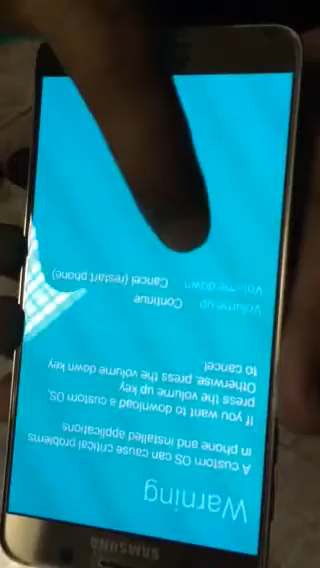 SAMSUNG
Warning
A custom OS can cause critical problems
in phone and installed applications
If you want to download a custom OS,
press the volume up key
Otherwise, press the volume down key
to cancel
Volume up Continue
Volume down Cancel (restart phone)